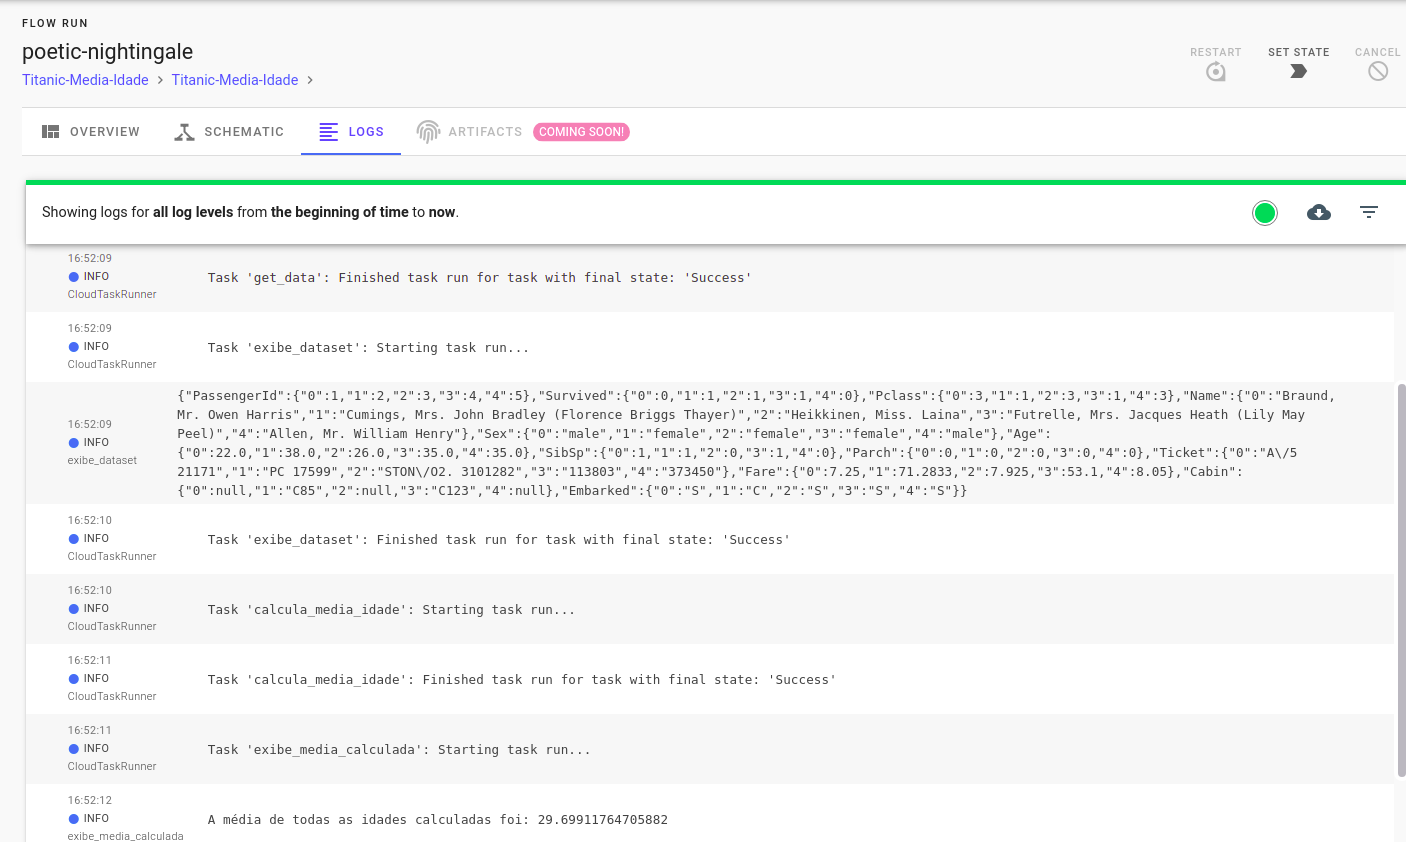 FLOW RUN
poetic-nightingale
Titanic-Media-Idade > Titanic-Media-Idade >
RESTART SET STATE CANCEL
OVERVIEW SCHEMATIC LOGS ARTIFACTS COMING SOON!
Showing logs for all log levels from the beginning of time to now.
16:52:09
INFO
CloudTaskRunner
Task 'get_data': Finished task run for task with final state: 'Success'
16:52:09
INFO
CloudTaskRunner
Task 'exibe_dataset': Starting task run...
16:52:09
INFO
exibe_dataset
{"PassengerId":{"0":1,"1":2,"2":3,"3":4,"4":5},"Survived":{"0":0,"1":1,"2":1,"3":1,"4":0},"Pclass":{"0":3,"1":1,"2":3,"3":1,"4":3},"Name":{"0":"Braund,
Mr. Owen Harris","1":"Cumings, Mrs. John Bradley (Florence Briggs Thayer)","2":"Heikkinen, Miss. Laina","3":"Futrelle, Mrs. Jacques Heath (Lily May
Peel)","4":"Allen, Mr. William Henry"},"Sex":{"0":"male","1":"female","2":"female","3":"female","4":"male"},"Age":
{"0":22.0,"1":38.0,"2":26.0,"3":35.0,"4":35.0},"SibSp":{"0":1,"1":1,"2":0,"3":1,"4":0},"Parch":{"0":0,"1":0,"2":0,"3":0,"4":0},"Ticket":{"0":"A\/5
21171","1":"PC 17599","2":"STON\/O2. 3101282","3":"113803","4":"373450"},"Fare":{"0":7.25,"1":71.2833,"2":7.925,"3":53.1,"4":8.05},"Cabin":
{"0":null,"1":"C85","2":null,"3":"C123","4":null},"Embarked":{"0":"S","1":"C","2":"S","3":"S","4":"S"}}
16:52:10
INFO
CloudTaskRunner
Task 'exibe_dataset': Finished task run for task with final state: 'Success'
16:52:10
INFO
CloudTaskRunner
Task 'calcula_media_idade': Starting task run...
16:52:11
INFO
CloudTaskRunner
Task 'calcula_media_idade': Finished task run for task with final state: 'Success'
16:52:11
INFO
CloudTaskRunner
Task 'exibe_media_calculada': Starting task run...
16:52:12
INFO
exibe_media_calculada
A média de todas as idades calculadas foi: 29.69911764705882